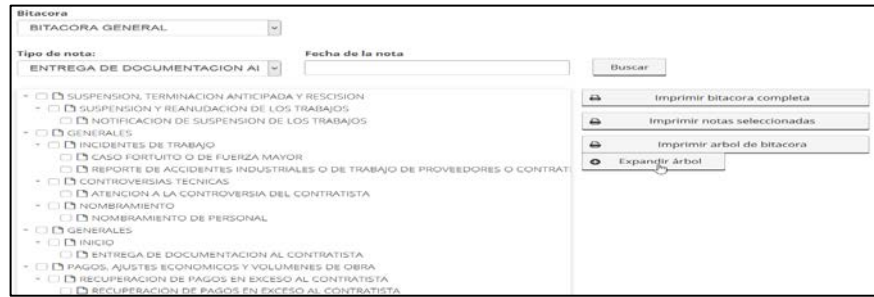 Bitacora
BITACORA GENERAL
Tipo de nota:
Fecha de la nota
ENTREGA DE DOCUMENTACION AI
Buscar
SUSPENSION, TERMINACION ANTICIPADA Y RESCISION
SUSPENSION Y REANUDACION DE LOS TRABAJOS
NOTIFICACION DE SUSPENSION DE LOS TRABAJOS
GENERALES
INCIDENTES DE TRABAJO
CASO FORTUITO O DE FUERZA MAYOR
REPORTE DE ACCIDENTES INDUSTRIALES O DE TRABAJO DE PROVEEDORES O CONTRATI
CONTROVERSIAS TECNICAS
ATENCION A LA CONTROVERSIA DEL CONTRATISTA
NOMBRAMIENTO
NOMBRAMIENTO DE PERSONAL
GENERALES
INICIO
ENTREGA DE DOCUMENTACION AL CONTRATISTA
PAGOS, AJUSTES ECONOMICOS Y VOLUMENES DE OBRA
RECUPERACION DE PAGOS EN EXCESO AL CONTRATISTA
RECUPERACION DE PAGOS EN EXCESO AL CONTRATISTA
Imprimir bitacora completa
Imprimir notas seleccionadas
Imprimir arbol de bitacora
Expandir árbol